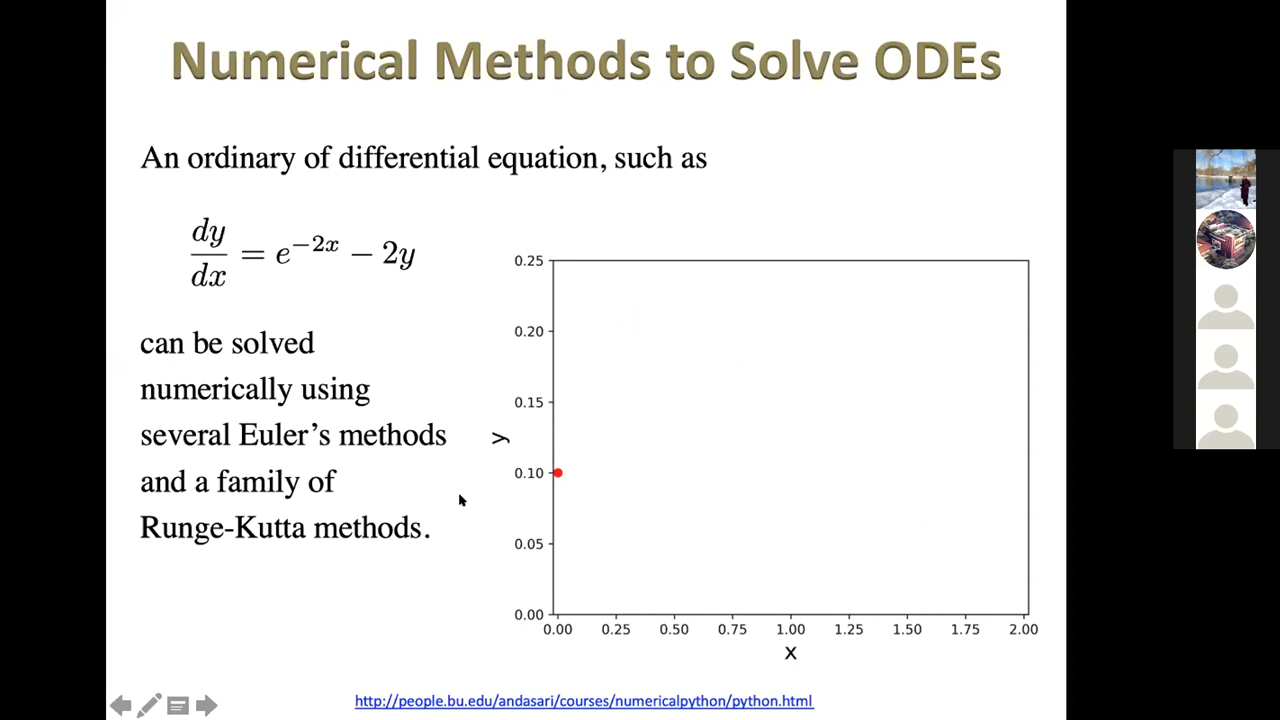 Numerical Methods to Solve ODEs
An ordinary of differential equation, such as
dy/dx = e^{-2x} - 2y
can be solved
numerically using
several Euler's methods
and a family of
Runge-Kutta methods.
0.25
0.20
0.15
y
0.10
0.05
0.00
0.00 0.25 0.50 0.75 1.00 1.25 1.50 1.75 2.00
x
http://people.bu.edu/andasari/courses/numericalpython/python.html